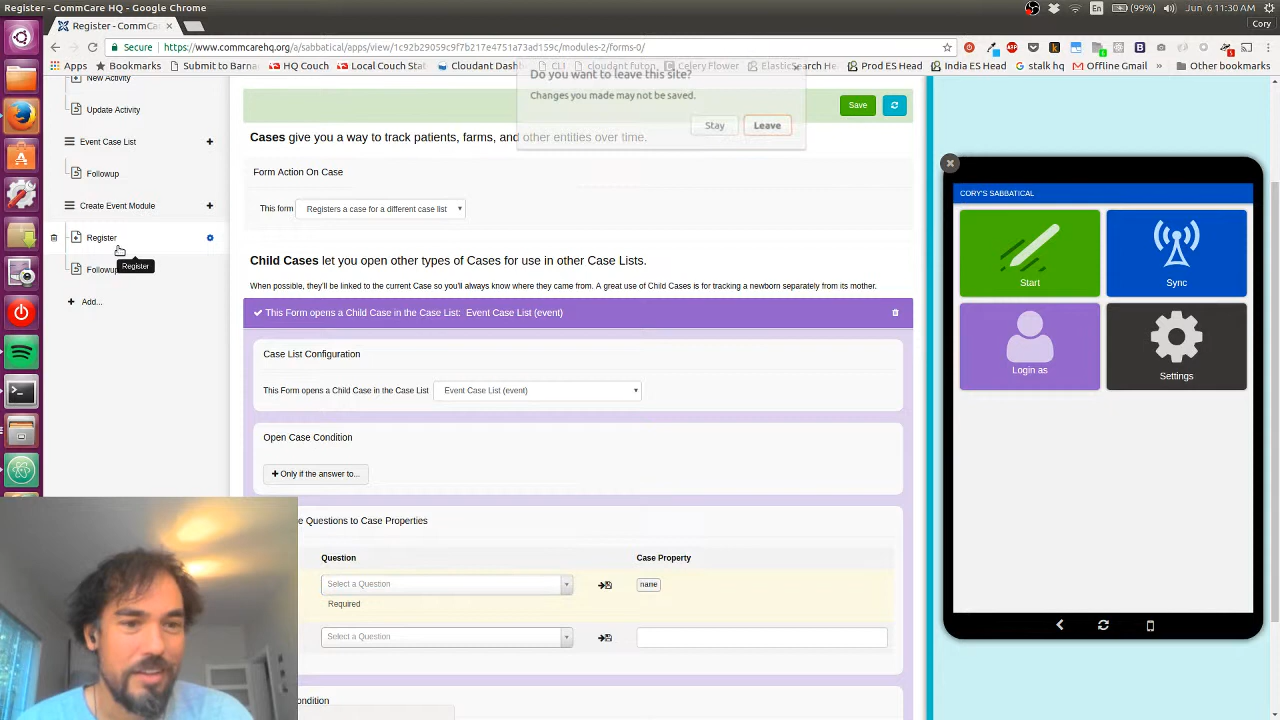 Register - CommCare HQ - Google Chrome
En
(99%)
Jun 6 11:30 AM
Cory
Register - CommCa
Secure
https://www.commcarehq.org/a/sabbatical/apps/view/1c92b29059c9f7b217e4751a73ad159c/modules-2/forms-0/
Apps
Bookmarks
Submit to Barna
HQ Couch
Local Couch
Cloudant Dashb
CLI
cloudant futon
Celery Flower
ElasticSearch He
Prod ES Head
India ES Head
stalk hq
Offline Gmail
»
Other bookmarks
Do you want to leave this site?
Changes you made may not be saved.
Stay
Leave
New Activity
Update Activity
Event Case List
Followup
Create Event Module
Register
Register
Followup
Add...
Save
Cases give you a way to track patients, farms, and other entities over time.
Form Action On Case
This form
Registers a case for a different case list
Child Cases let you open other types of Cases for use in other Case Lists.
When possible, they'll be linked to the current Case so you'll always know where they came from. A great use of Child Cases is for tracking a newborn separately from its mother.
This Form opens a Child Case in the Case List: Event Case List (event)
Case List Configuration
This Form opens a Child Case in the Case List
Event Case List (event)
Open Case Condition
Only if the answer to...
e Questions to Case Properties
Question
Case Property
Select a Question
name
Required
Select a Question
ondition
CORY'S SABBATICAL
Start
Sync
Login as
Settings